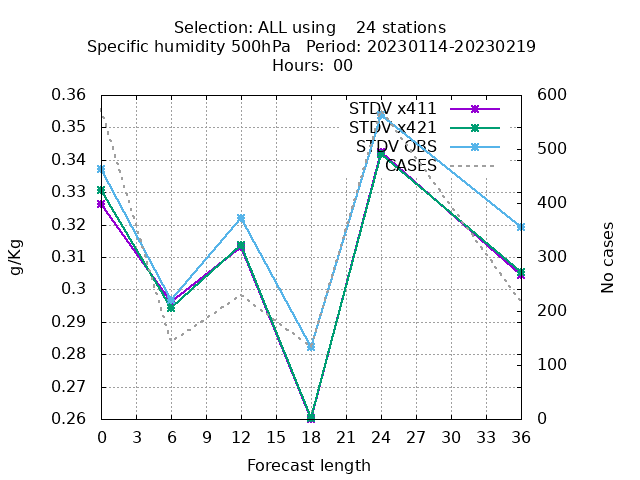 Selection: ALL using    24 stations
Specific humidity 500hPa   Period: 20230114-20230219
Hours:  00
0.36
0.35
0.34
0.33
0.32
0.31
0.3
0.29
0.28
0.27
0.26
g/Kg
STDV x411
STDV x421
STDV OBS
CASES
600
500
400
300
200
100
0
No cases
0 3 6 9 12 15 18 21 24 27 30 33 36
Forecast length